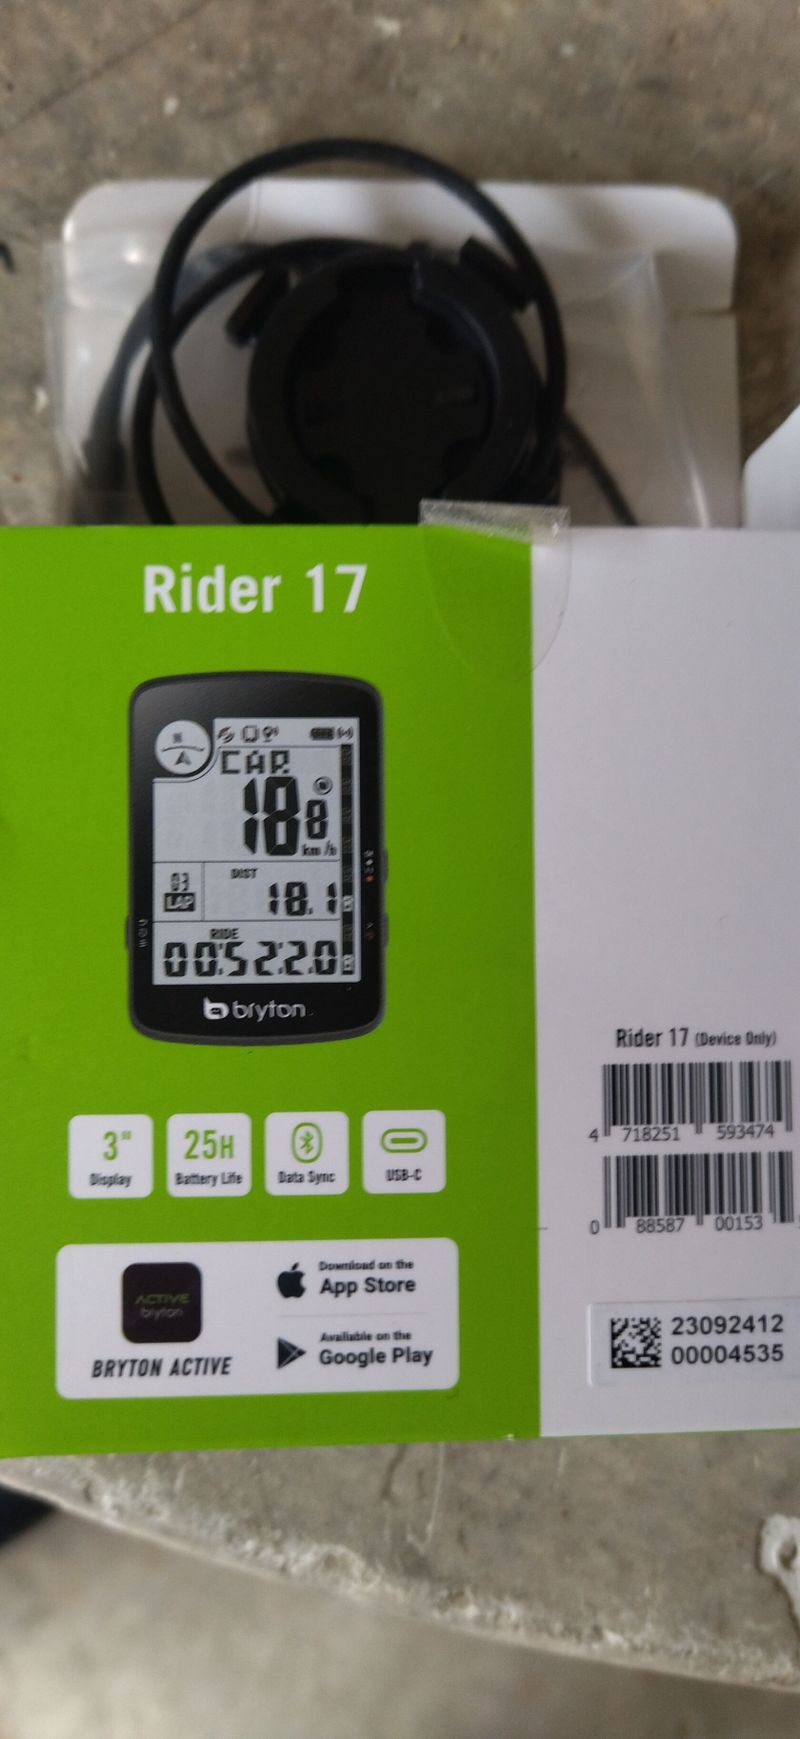 Rider 17
N
CAR
18 8
km/h
03
LAP
DIST
18.1
RIDE
00:52:20
bryton
3" Display
25H Battery Life
Data Sync
USB-C
ACTIVE
bryton
BRYTON ACTIVE
Download on the
App Store
Available on the
Google Play
Rider 17 (Device Only)
4 718251 593474
0 88587 00153
23092412
00004535